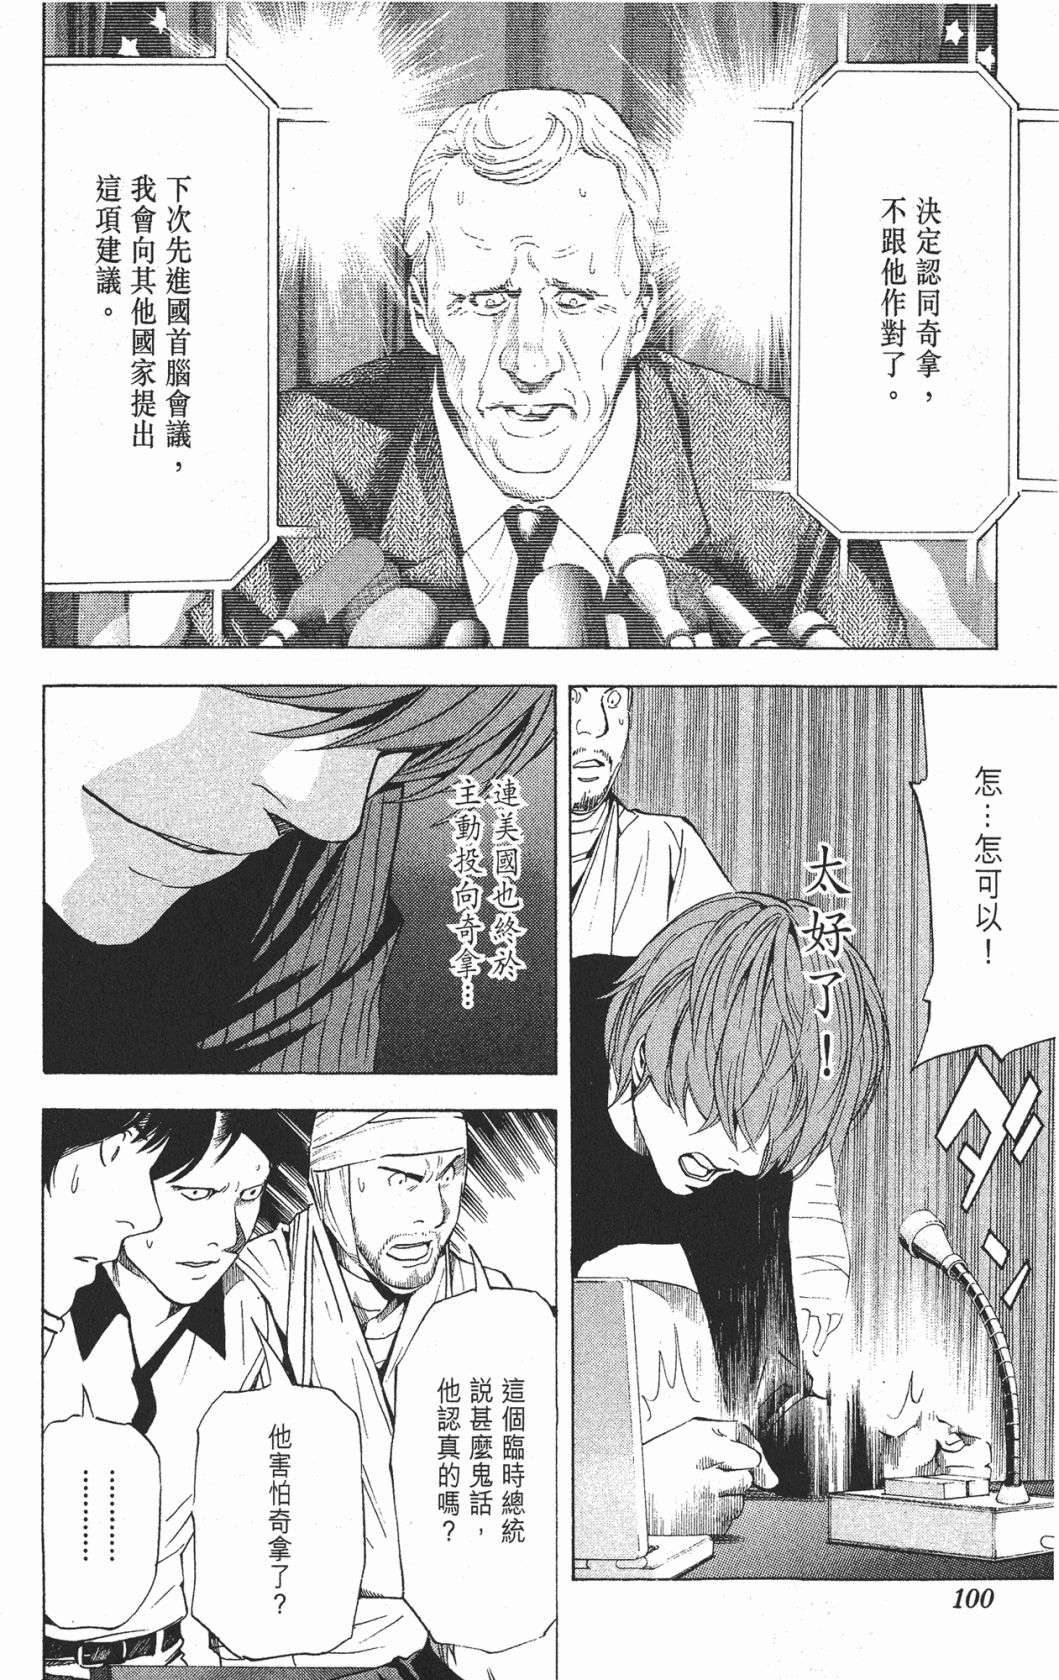 決定認同奇拿，
不跟他作對了。
下次先進國首腦會議，
我會向其他國家提出
這項建議。
怎…怎可以！
太好了！
ダン
連美國也終於
主動投向奇拿…
這個臨時總統
說甚麼鬼話，
他認真的嗎？
他害怕奇拿了？
…………
100